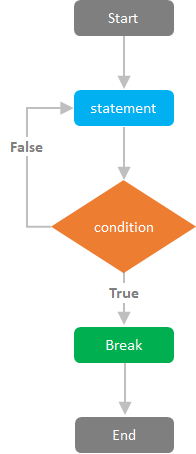 Start
statement
False
condition
True
Break
End